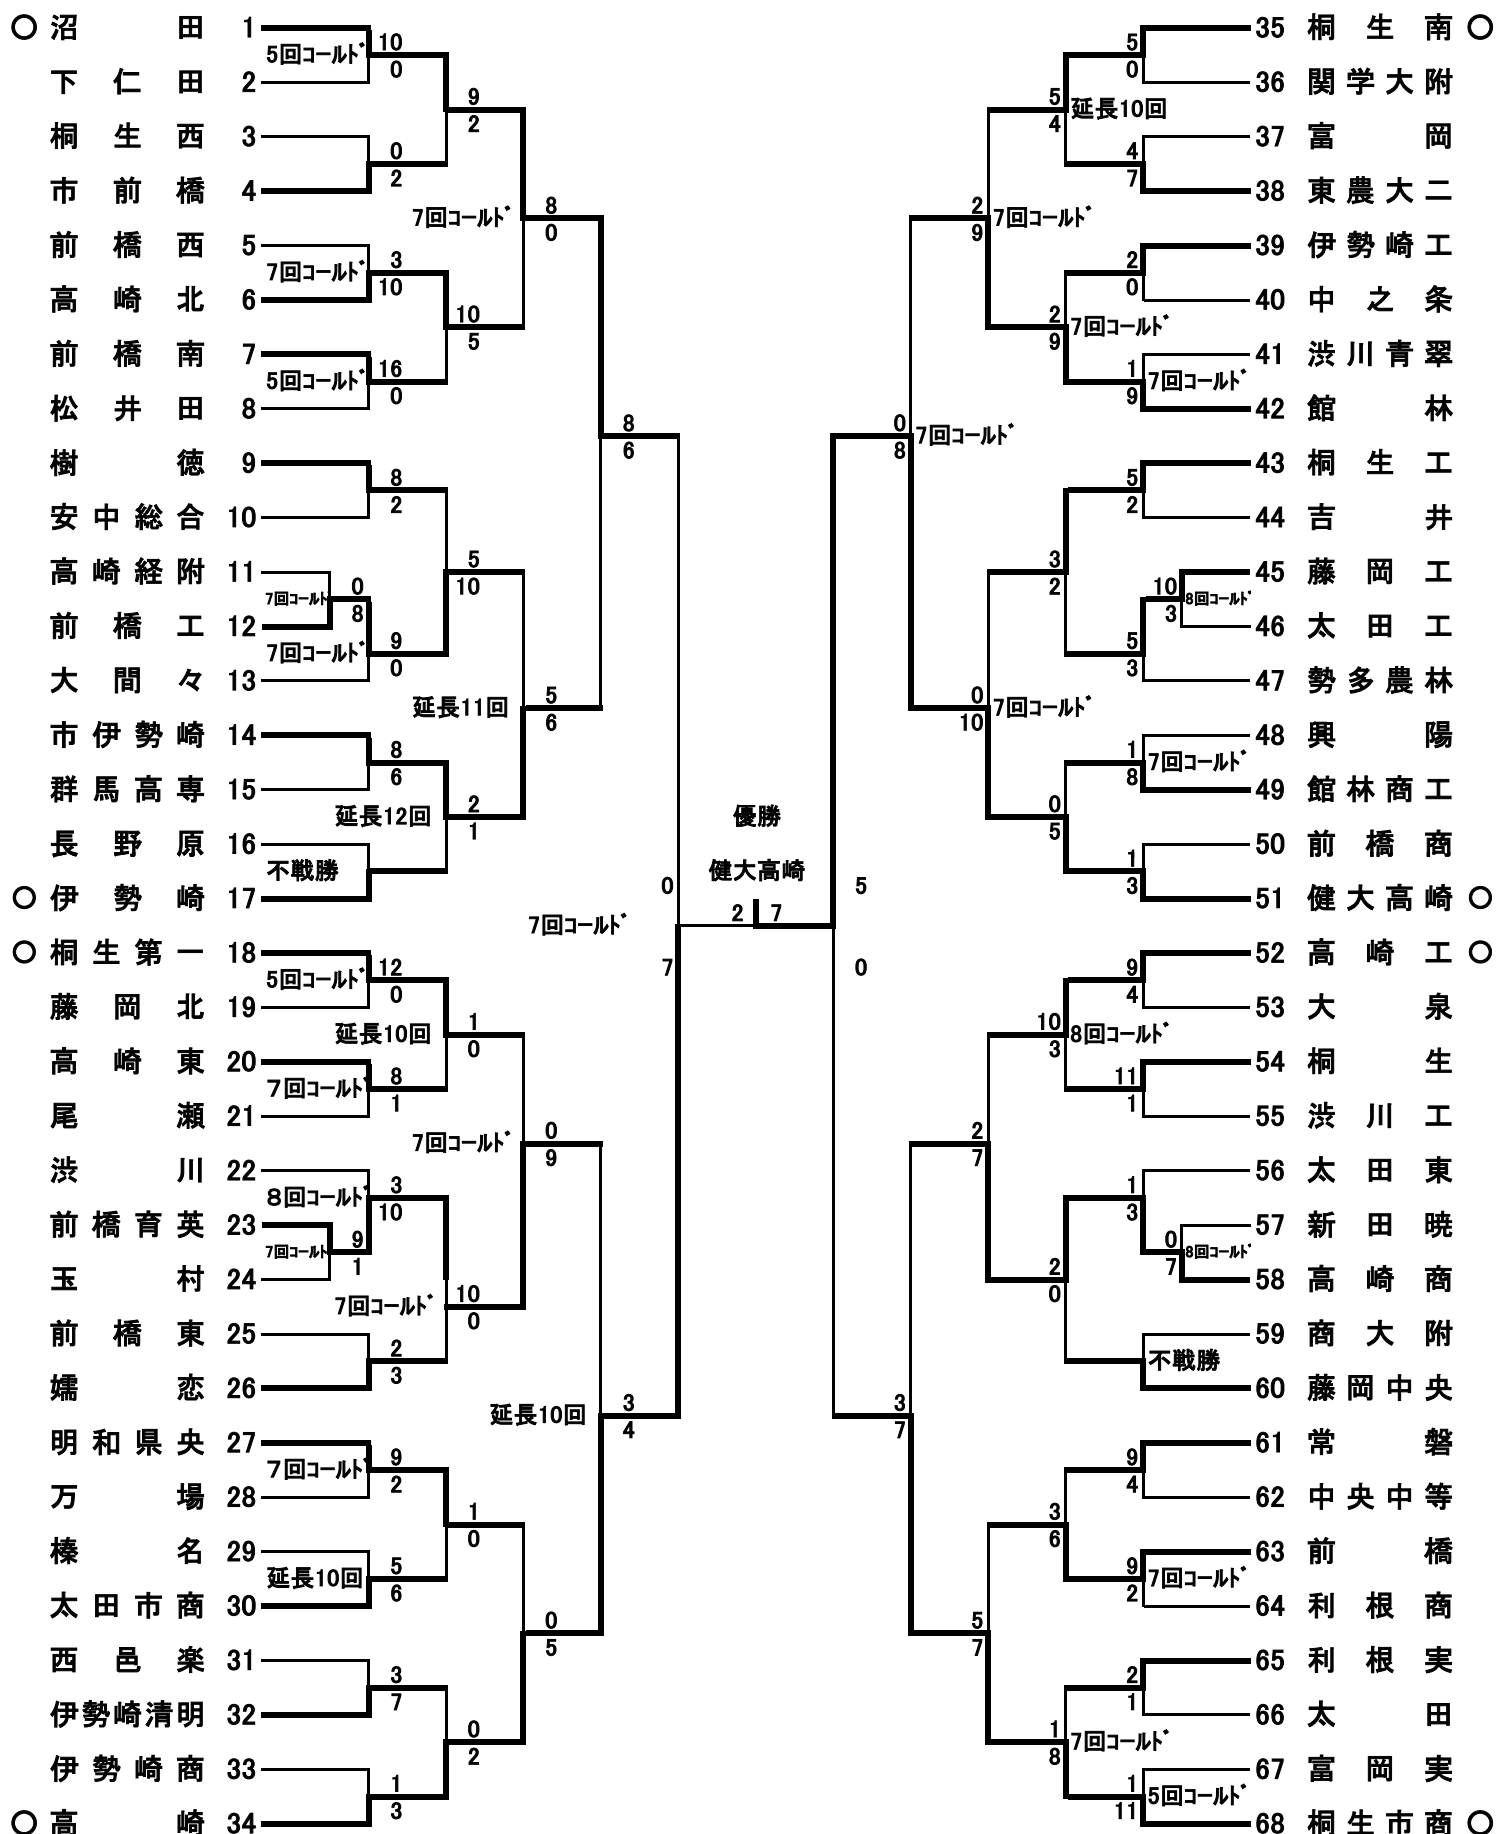 ○ 沼田 1
10
5回コールド
0
下仁田 2
9
2
桐生西 3
0
2
市前橋 4
8
7回コールド
0
前橋西 5
3
7回コールド
10
高崎北 6
10
5
前橋南 7
16
5回コールド
0
松井田 8
8
6
樹徳 9
8
2
安中総合 10
5
10
高崎経附 11
0
7回コールド
8
前橋工 12
9
7回コールド
0
大間々 13
5
延長11回
6
市伊勢崎 14
8
6
群馬高専 15
2
延長12回
1
長野原 16
不戦勝
○ 伊勢崎 17
0
7回コールド
7
○ 桐生第一 18
12
5回コールド
0
藤岡北 19
1
延長10回
0
高崎東 20
8
7回コールド
1
尾瀬 21
0
7回コールド
9
渋川 22
3
8回コールド
10
前橋育英 23
9
7回コールド
1
玉村 24
10
7回コールド
0
前橋東 25
2
3
嬬恋 26
3
延長10回
4
明和県央 27
9
7回コールド
2
万場 28
1
0
榛名 29
5
延長10回
6
太田市商 30
0
5
西邑楽 31
3
7
伊勢崎清明 32
0
2
伊勢崎商 33
1
3
○ 高崎 34
優勝
健大高崎
2 7
35 桐生南 ○
5
0
36 関学大附
5
延長10回
4
37 富岡
4
7
38 東農大二
2
7回コールド
9
39 伊勢崎工
2
0
40 中之条
2
7回コールド
9
41 渋川青翠
1
7回コールド
9
42 館林
0
7回コールド
8
43 桐生工
5
2
44 吉井
3
2
45 藤岡工
10
8回コールド
3
46 太田工
5
3
47 勢多農林
0
7回コールド
10
48 興陽
1
7回コールド
8
49 館林商工
0
5
50 前橋商
1
3
51 健大高崎 ○
5
0
52 高崎工 ○
9
4
53 大泉
10
8回コールド
3
54 桐生
11
1
55 渋川工
2
7
56 太田東
1
3
57 新田暁
0
8回コールド
7
58 高崎商
2
0
59 商大附
不戦勝
60 藤岡中央
3
7
61 常磐
9
4
62 中央中等
3
6
63 前橋
9
7回コールド
2
64 利根商
5
7
65 利根実
2
1
66 太田
1
7回コールド
8
67 富岡実
1
5回コールド
11
68 桐生市商 ○